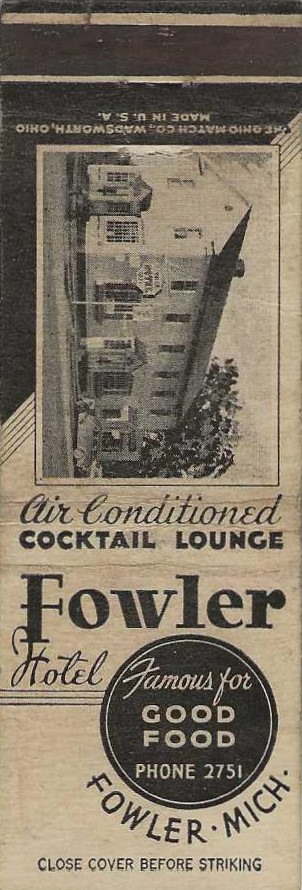 THE OHIO MATCH CO., WADSWORTH, OHIO
MADE IN U. S. A.
Air Conditioned
COCKTAIL LOUNGE
Fowler
Hotel
Famous for
GOOD
FOOD
PHONE 2751
FOWLER · MICH.
CLOSE COVER BEFORE STRIKING